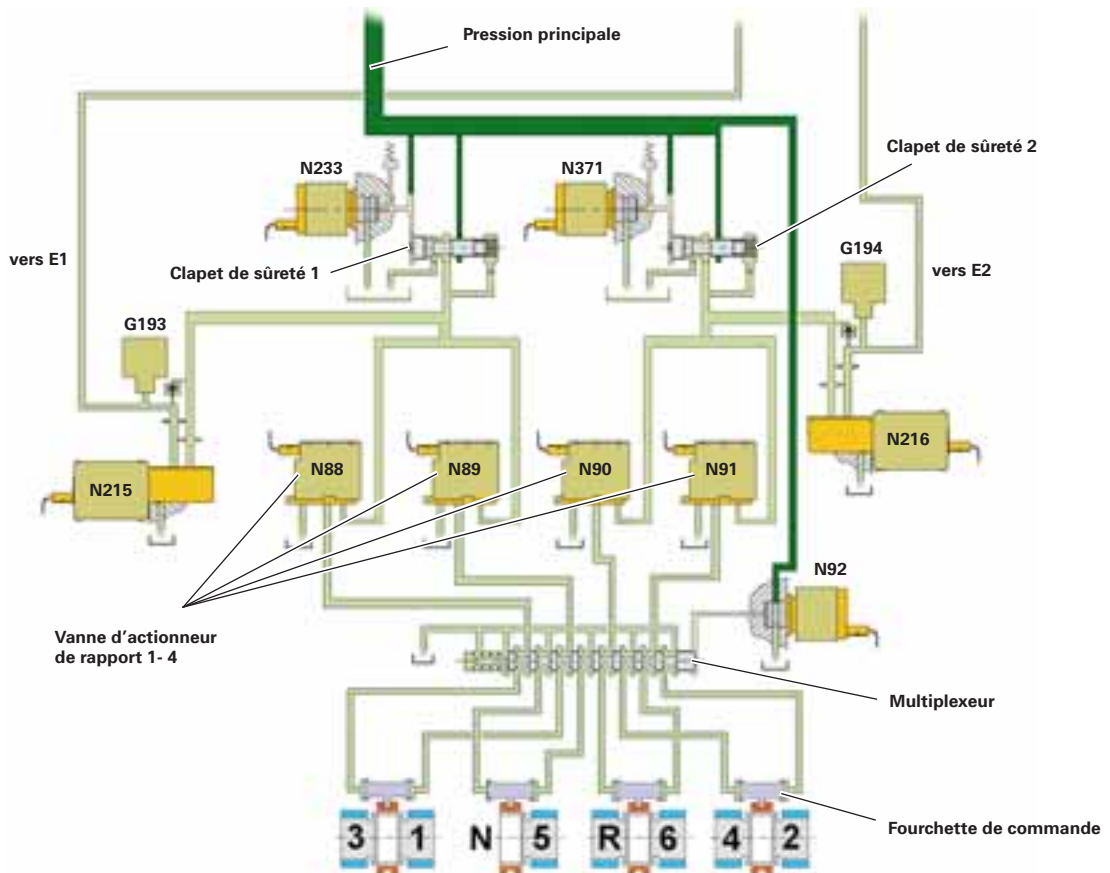 Pression principale
N233
N371
Clapet de sûreté 2
vers E1
Clapet de sûreté 1
G194
vers E2
G193
N215
N88
N89
N90
N91
N216
N92
Vanne d'actionneur
de rapport 1- 4
Multiplexeur
Fourchette de commande
3 1 N 5 R 6 4 2